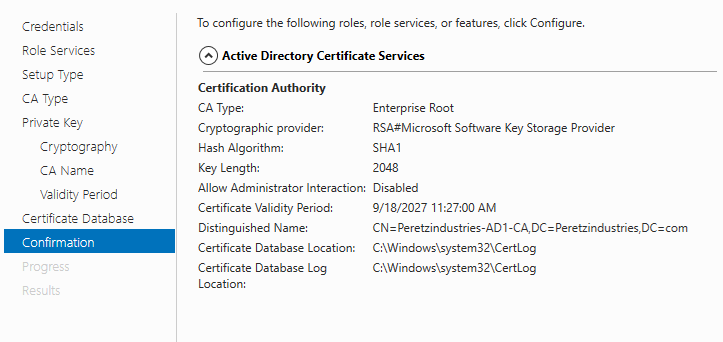 Credentials
Role Services
Setup Type
CA Type
Private Key
Cryptography
CA Name
Validity Period
Certificate Database
Confirmation
Progress
Results
To configure the following roles, role services, or features, click Configure.
Active Directory Certificate Services
Certification Authority
CA Type: Enterprise Root
Cryptographic provider: RSA#Microsoft Software Key Storage Provider
Hash Algorithm: SHA1
Key Length: 2048
Allow Administrator Interaction: Disabled
Certificate Validity Period: 9/18/2027 11:27:00 AM
Distinguished Name: CN=Peretzindustries-AD1-CA,DC=Peretzindustries,DC=com
Certificate Database Location: C:\Windows\system32\CertLog
Certificate Database Log C:\Windows\system32\CertLog
Location: